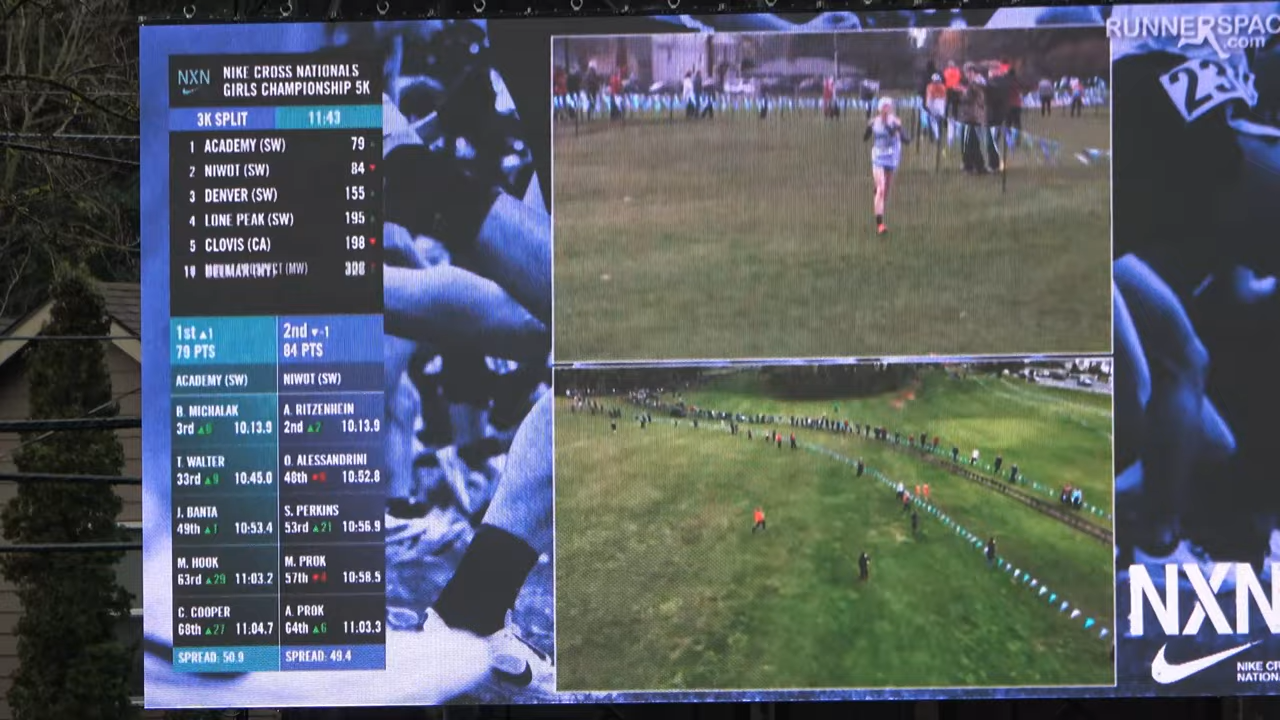 RUNNERSPAC
.com
23
NXN
NIKE CROSS NATIONALS
GIRLS CHAMPIONSHIP 5K
3K SPLIT 11:43
1 ACADEMY (SW) 79
2 NIWOT (SW) 84
3 DENVER (SW) 155
4 LONE PEAK (SW) 195
5 CLOVIS (CA) 198
1st ▲1 2nd ▼-1
79 PTS 84 PTS
ACADEMY (SW) NIWOT (SW)
B. MICHALAK A. RITZENHEIN
3rd 10.13.9 2nd ▲2 10.13.9
T. WALTER O. ALESSANDRINI
33rd ▲9 10.45.0 48th 10:52.8
J. BANTA S. PERKINS
49th ▲1 10:53.4 53rd ▲21 10:56.9
M. HOOK M. PROK
63rd ▲29 11:03.2 57th 10:58.5
C. COOPER A. PROK
68th ▲27 11:04.7 64th ▲6 11:03.3
SPREAD: 50.9 SPREAD: 49.4
NXN
NIKE CR
NATION